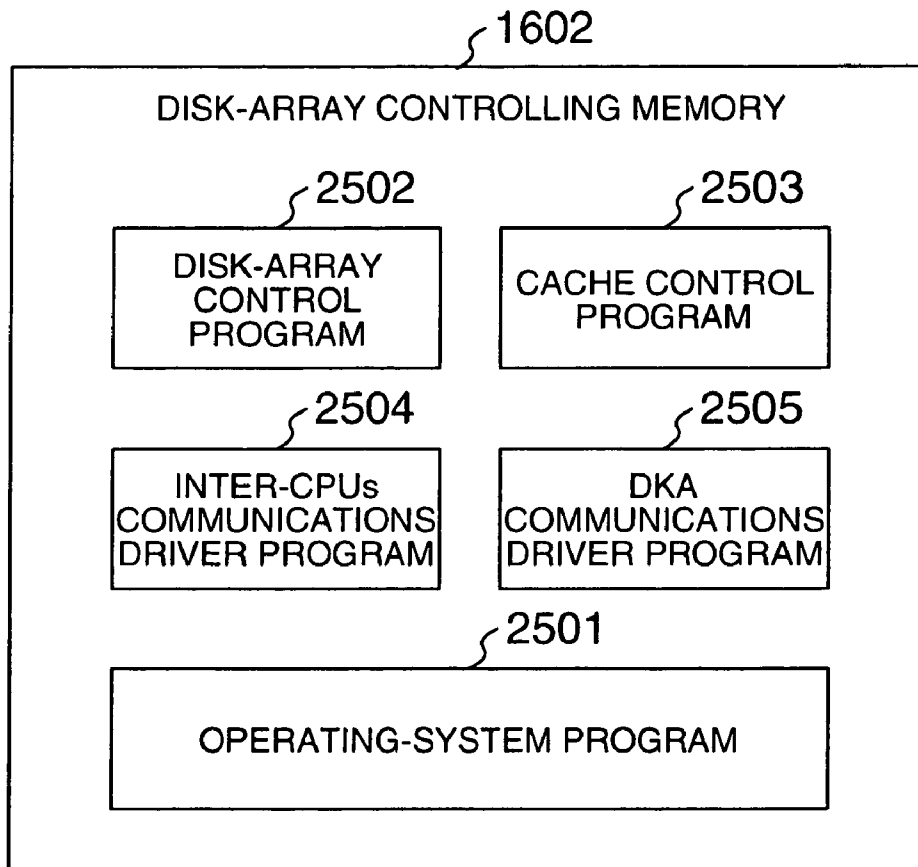 1602
DISK-ARRAY CONTROLLING MEMORY
2502
DISK-ARRAY
CONTROL
PROGRAM
2503
CACHE CONTROL
PROGRAM
2504
INTER-CPUs
COMMUNICATIONS
DRIVER PROGRAM
2505
DKA
COMMUNICATIONS
DRIVER PROGRAM
2501
OPERATING-SYSTEM PROGRAM